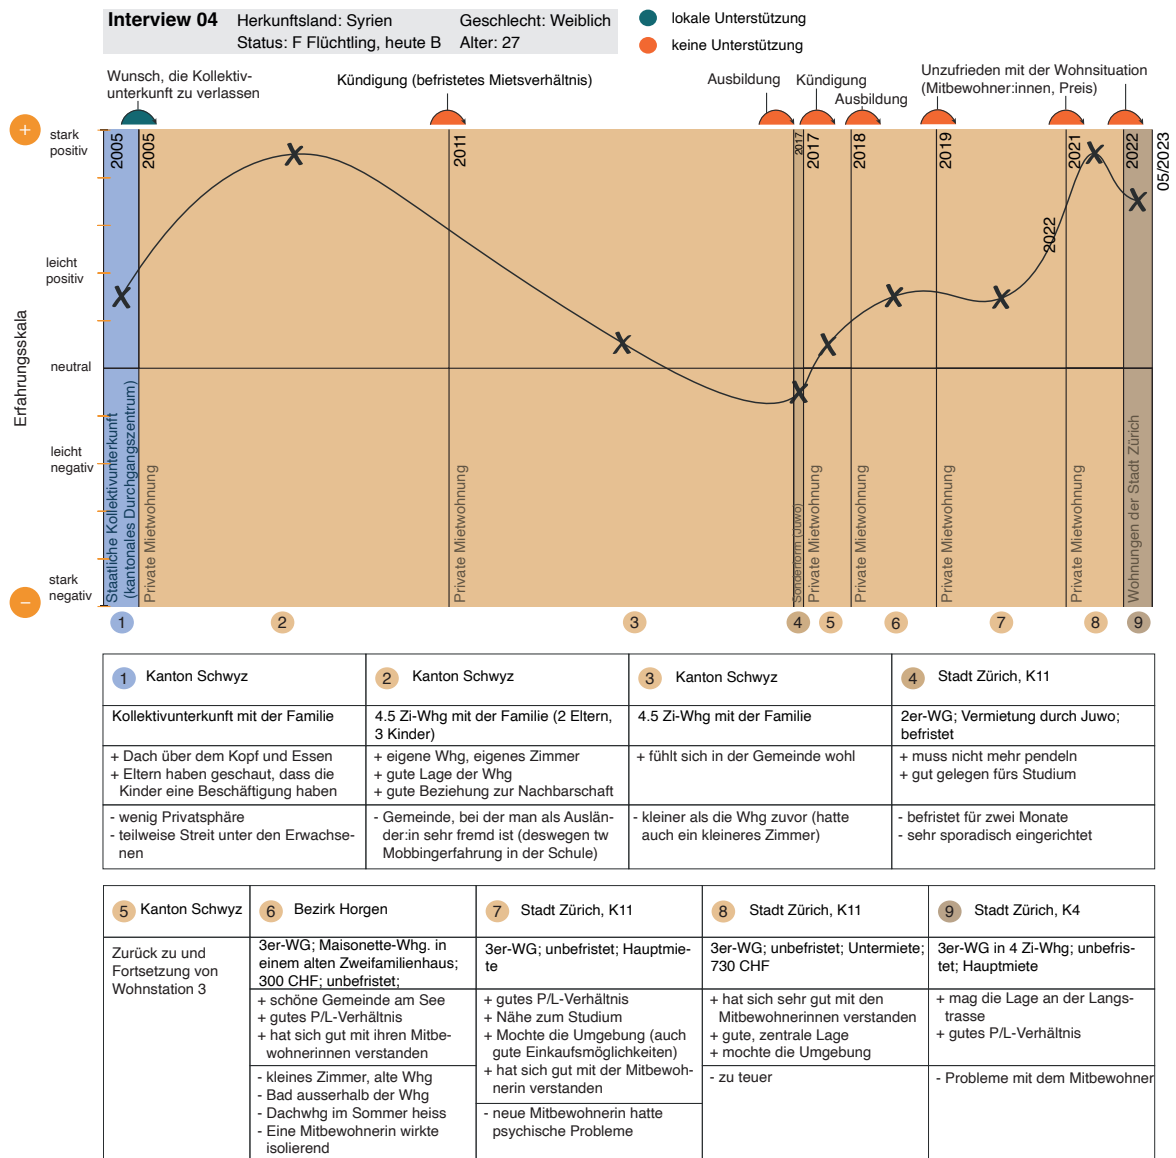 Interview 04
Herkunftsland: Syrien
Geschlecht: Weiblich
Status: F Flüchtling, heute B
Alter: 27
lokale Unterstützung
keine Unterstützung
Wunsch, die Kollektiv-
unterkunft zu verlassen
Kündigung (befristetes Mietsverhältnis)
Ausbildung
Kündigung
Ausbildung
Unzufrieden mit der Wohnsituation
(Mitbewohner:innen, Preis)
Erfahrungsskala
+
stark
positiv
leicht
positiv
neutral
leicht
negativ
stark
negativ
–
2005
2005
2011
2017
2017
2018
2019
2022
2021
2022
05/2023
Staatliche Kollektivunterkunft
(kantonales Durchgangszentrum)
Private Mietwohnung
Private Mietwohnung
Sonderform (Juwo)
Private Mietwohnung
Private Mietwohnung
Private Mietwohnung
Private Mietwohnung
Wohnungen der Stadt Zürich
1
2
3
4
5
6
7
8
9
1 Kanton Schwyz
Kollektivunterkunft mit der Familie
+ Dach über dem Kopf und Essen
+ Eltern haben geschaut, dass die
Kinder eine Beschäftigung haben
- wenig Privatsphäre
- teilweise Streit unter den Erwachse-
nen
2 Kanton Schwyz
4.5 Zi-Whg mit der Familie (2 Eltern,
3 Kinder)
+ eigene Whg, eigenes Zimmer
+ gute Lage der Whg
+ gute Beziehung zur Nachbarschaft
- Gemeinde, bei der man als Auslän-
der:in sehr fremd ist (deswegen tw
Mobbingerfahrung in der Schule)
3 Kanton Schwyz
4.5 Zi-Whg mit der Familie
+ fühlt sich in der Gemeinde wohl
- kleiner als die Whg zuvor (hatte
auch ein kleineres Zimmer)
4 Stadt Zürich, K11
2er-WG; Vermietung durch Juwo;
befristet
+ muss nicht mehr pendeln
+ gut gelegen fürs Studium
- befristet für zwei Monate
- sehr sporadisch eingerichtet
5 Kanton Schwyz
Zurück zu und
Fortsetzung von
Wohnstation 3
6 Bezirk Horgen
3er-WG; Maisonette-Whg. in
einem alten Zweifamilienhaus;
300 CHF; unbefristet;
+ schöne Gemeinde am See
+ gutes P/L-Verhältnis
+ hat sich gut mit ihren Mitbe-
wohnerinnen verstanden
- kleines Zimmer, alte Whg
- Bad ausserhalb der Whg
- Dachwhg im Sommer heiss
- Eine Mitbewohnerin wirkte
isolierend
7 Stadt Zürich, K11
3er-WG; unbefristet; Hauptmie-
te
+ gutes P/L-Verhältnis
+ Nähe zum Studium
+ Mochte die Umgebung (auch
gute Einkaufsmöglichkeiten)
+ hat sich gut mit der Mitbewoh-
nerin verstanden
- neue Mitbewohnerin hatte
psychische Probleme
8 Stadt Zürich, K11
3er-WG; unbefristet; Untermiete;
730 CHF
+ hat sich sehr gut mit den
Mitbewohnerinnen verstanden
+ gute, zentrale Lage
+ mochte die Umgebung
- zu teuer
9 Stadt Zürich, K4
3er-WG in 4 Zi-Whg; unbefris-
tet; Hauptmiete
+ mag die Lage an der Langs-
trasse
+ gutes P/L-Verhältnis
- Probleme mit dem Mitbewohner